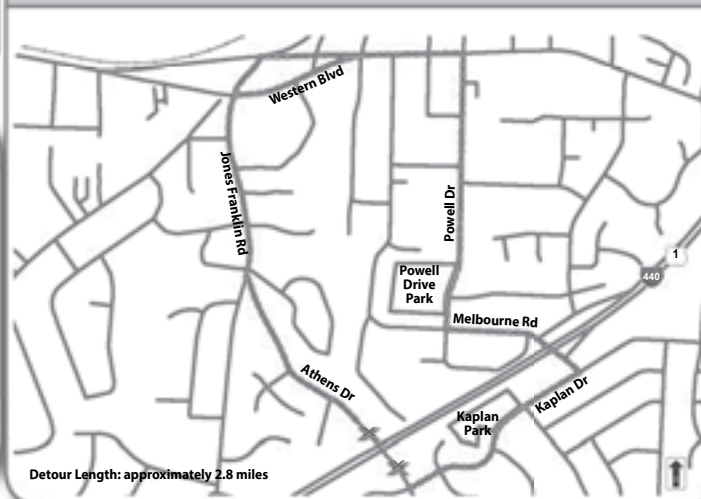 Western Blvd
Jones Franklin Rd
Powell Dr
1
440
Powell
Drive
Park
Melbourne Rd
Athens Dr
Kaplan Dr
Kaplan
Park
Detour Length: approximately 2.8 miles